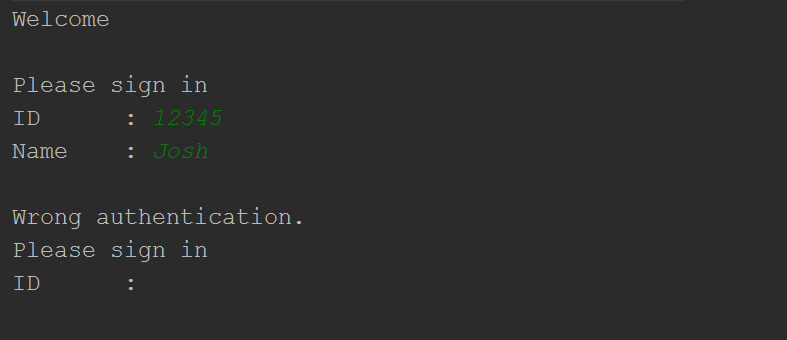 Welcome
Please sign in
ID      : 12345
Name    : Josh
Wrong authentication.
Please sign in
ID      :